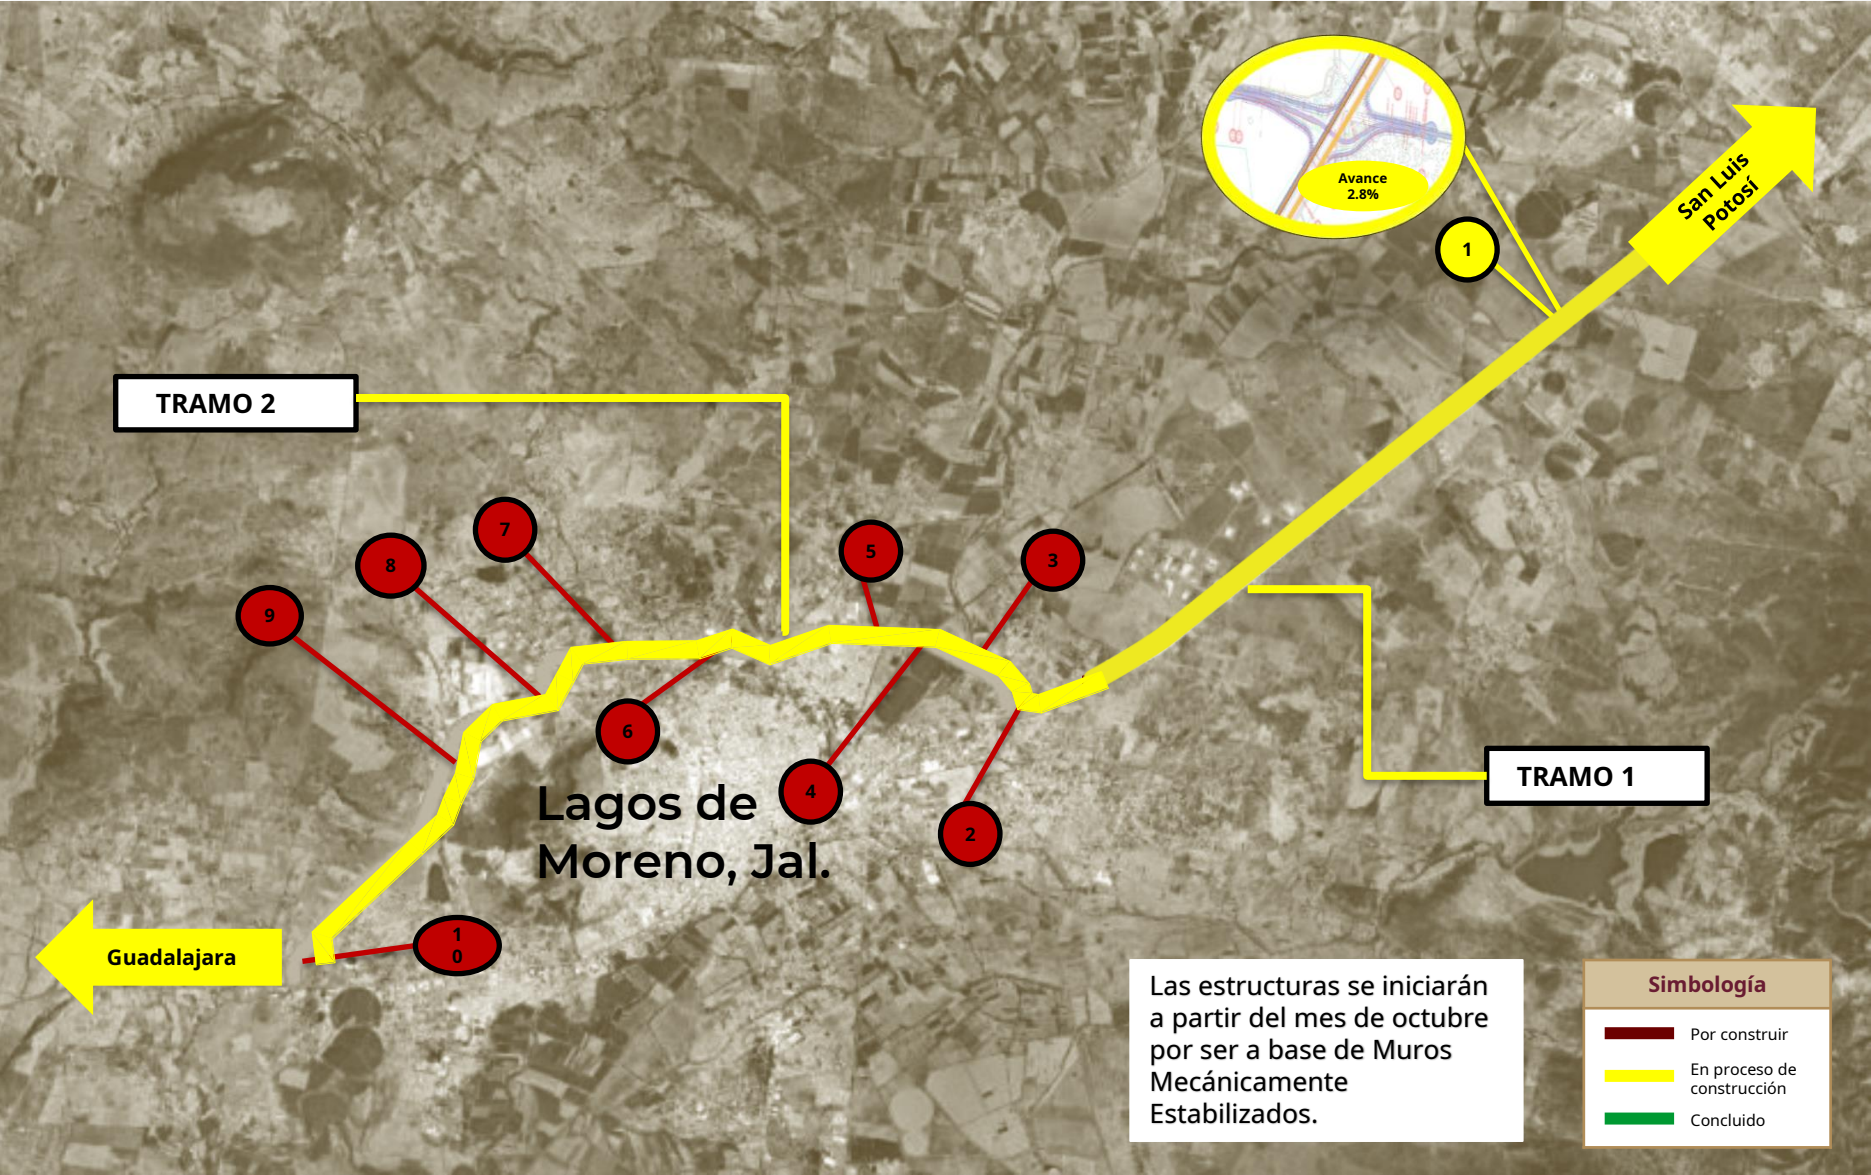 Avance
2.8%
San Luis
Potosí
1
TRAMO 2
7
5
3
8
9
6
4
2
TRAMO 1
Lagos de
Moreno, Jal.
1
0
Guadalajara
Las estructuras se iniciarán
a partir del mes de octubre
por ser a base de Muros
Mecánicamente
Estabilizados.
Simbología
Por construir
En proceso de
construcción
Concluido